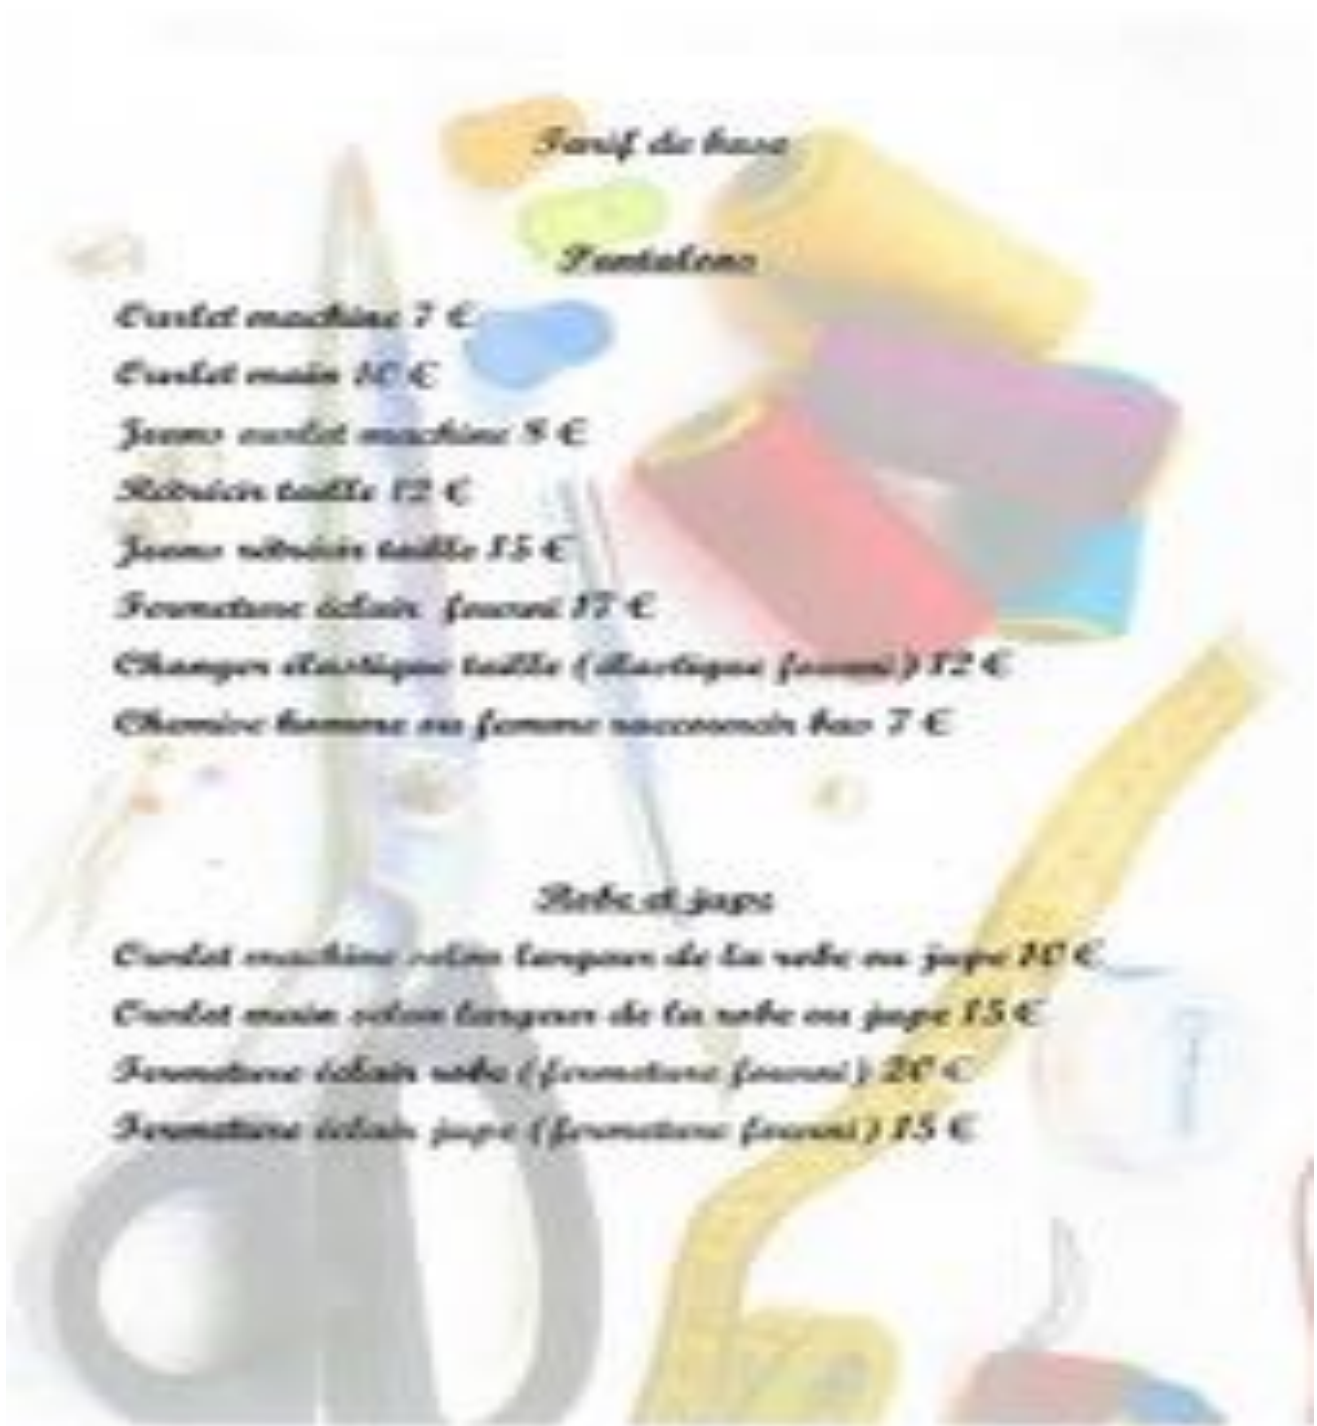 Tarif de base
Pantalons
Ourlet machine 7 €
Ourlet main 10 €
Jeans ourlet machine 8 €
Rétrécir taille 12 €
Jeans rétrécir taille 15 €
Fermeture éclair fourni 17 €
Changer élastique taille (élastique fourni) 12 €
Chemise homme ou femme raccourcir bas 7 €
Robe et jupe
Ourlet machine selon largeur de la robe ou jupe 10 €
Ourlet main selon largeur de la robe ou jupe 15 €
Fermeture éclair robe (fermeture fourni) 20 €
Fermeture éclair jupe (fermeture fourni) 15 €